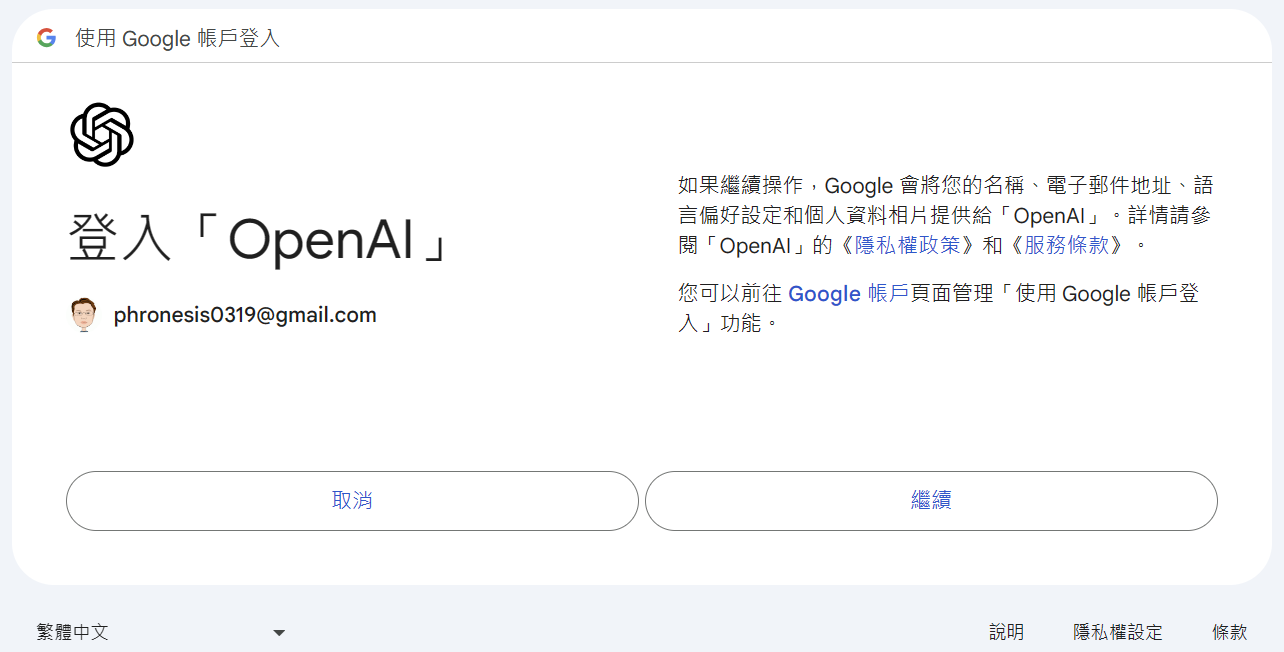 使用 Google 帳戶登入
登入「OpenAI」
phronesis0319@gmail.com
如果繼續操作，Google 會將您的名稱、電子郵件地址、語
言偏好設定和個人資料相片提供給「OpenAI」。詳情請參
閱「OpenAI」的《隱私權政策》和《服務條款》。
您可以前往 Google 帳戶頁面管理「使用 Google 帳戶登
入」功能。
取消
繼續
繁體中文
說明
隱私權設定
條款